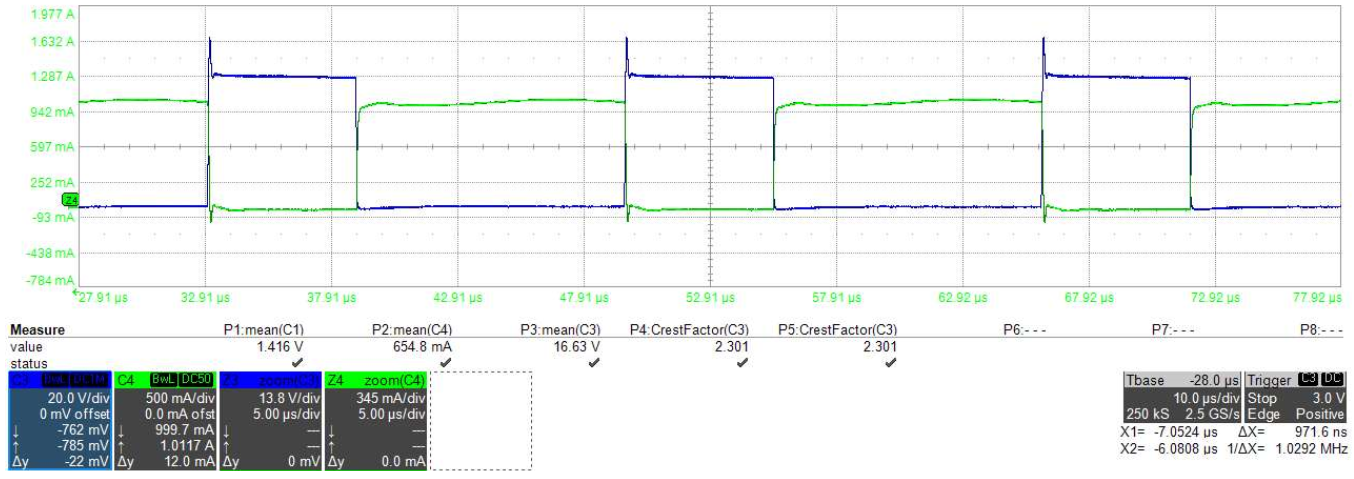 1.977 A
1.632 A
1.287 A
942 mA
597 mA
252 mA
Z4
-93 mA
-438 mA
-784 mA
27.91 µs 32.91 µs 37.91 µs 42.91 µs 47.91 µs 52.91 µs 57.91 µs 62.92 µs 67.92 µs 72.92 µs 77.92 µs
Measure P1:mean(C1) P2:mean(C4) P3:mean(C3) P4:CrestFactor(C3) P5:CrestFactor(C3) P6:- - - P7:- - - P8:- - -
value 1.416 V 654.8 mA 16.63 V 2.301 2.301
status
C3 BwL DC1M C4 BwL DC50 Z3 zoom(C3) Z4 zoom(C4) Tbase -28.0 µs Trigger C3 DC
20.0 V/div 500 mA/div 13.8 V/div 345 mA/div 10.0 µs/div Stop 3.0 V
0 mV offset 0.0 mA ofst 5.00 µs/div 5.00 µs/div 250 kS 2.5 GS/s Edge Positive
↓ -762 mV ↓ 999.7 mA ↓ --- ↓ --- X1= -7.0524 µs ΔX= 971.6 ns
↑ -785 mV ↑ 1.0117 A ↑ --- ↑ --- X2= -6.0808 µs 1/ΔX= 1.0292 MHz
Δy -22 mV Δy 12.0 mA Δy 0 mV Δy 0.0 mA